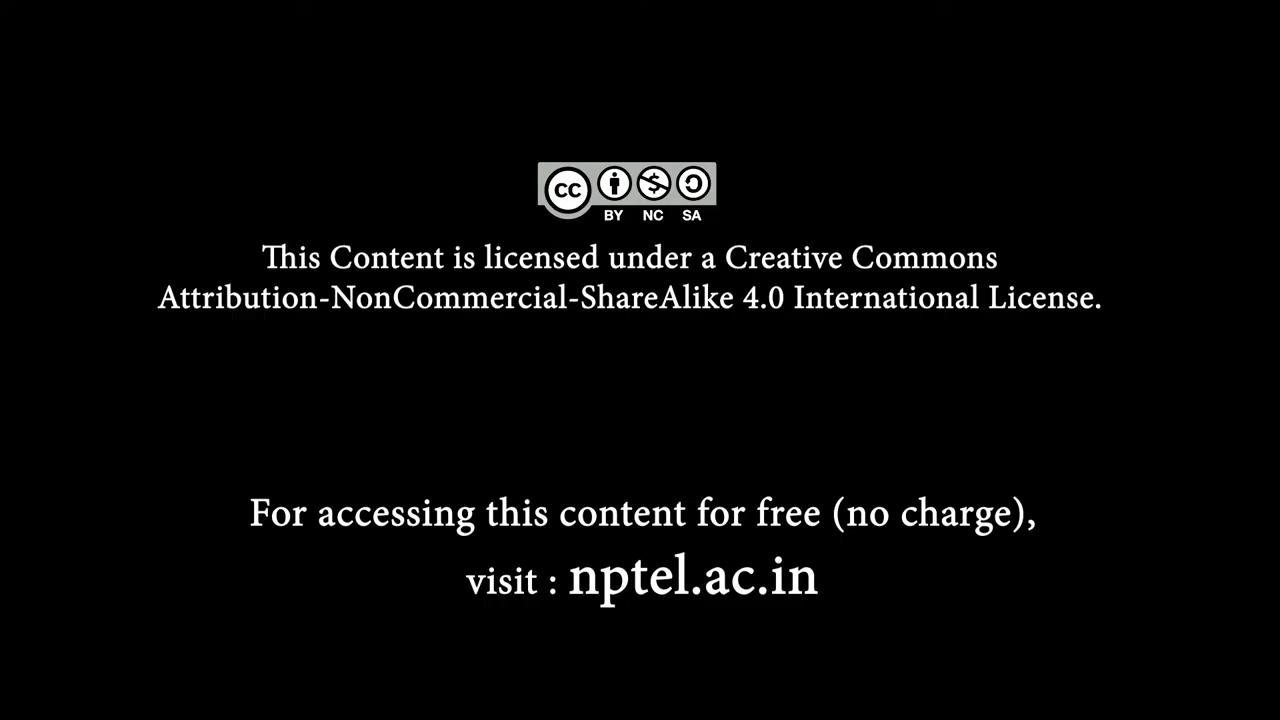 CC
BY NC SA
This Content is licensed under a Creative Commons
Attribution-NonCommercial-ShareAlike 4.0 International License.
For accessing this content for free (no charge),
visit : nptel.ac.in